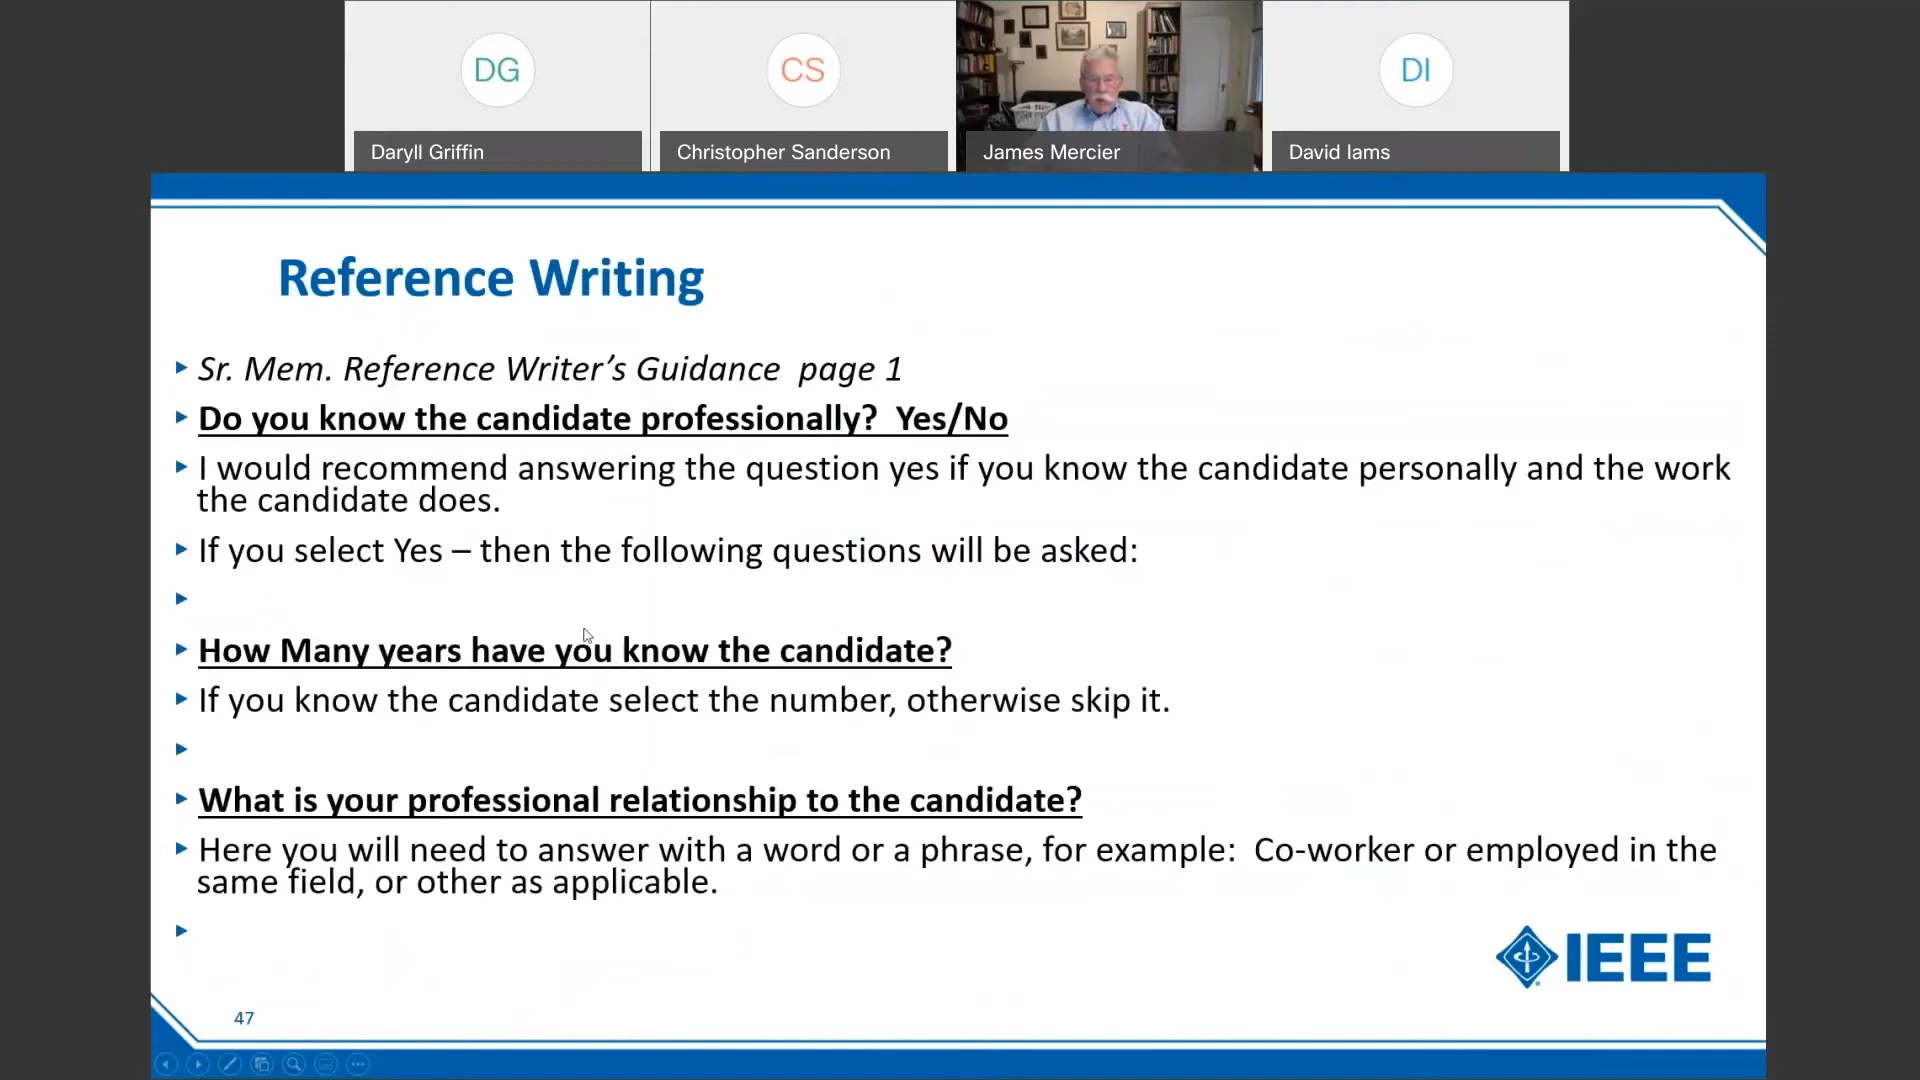 DG
CS
DI
Daryll Griffin
Christopher Sanderson
James Mercier
David Iams
Reference Writing
Sr. Mem. Reference Writer’s Guidance  page 1
Do you know the candidate professionally?  Yes/No
I would recommend answering the question yes if you know the candidate personally and the work
the candidate does.
If you select Yes – then the following questions will be asked:
How Many years have you know the candidate?
If you know the candidate select the number, otherwise skip it.
What is your professional relationship to the candidate?
Here you will need to answer with a word or a phrase, for example:  Co-worker or employed in the
same field, or other as applicable.
IEEE
47